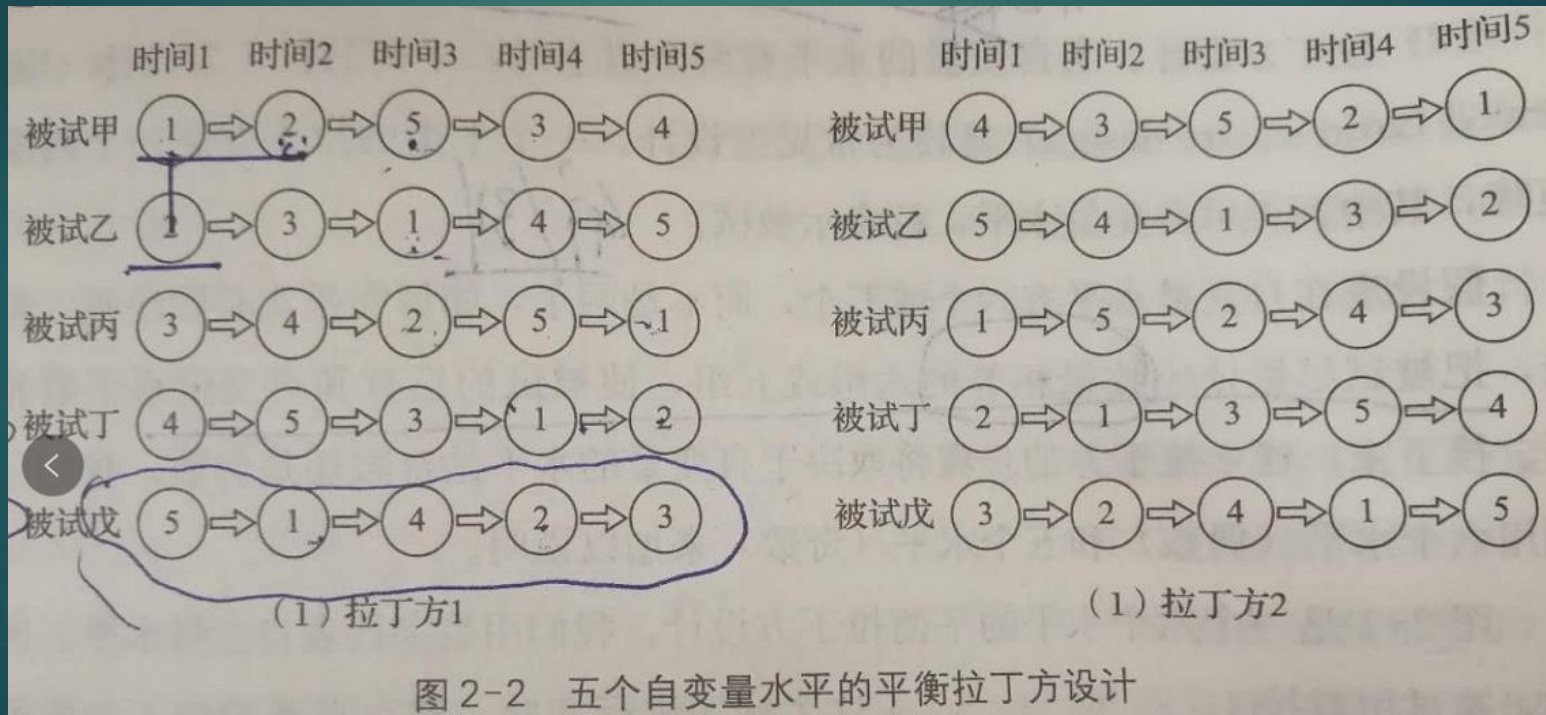 时间1 时间2 时间3 时间4 时间5
被试甲 1 ⇨ 2 ⇨ 5 ⇨ 3 ⇨ 4
被试乙 2 ⇨ 3 ⇨ 1 ⇨ 4 ⇨ 5
被试丙 3 ⇨ 4 ⇨ 2 ⇨ 5 ⇨ 1
被试丁 4 ⇨ 5 ⇨ 3 ⇨ 1 ⇨ 2
被试戊 5 ⇨ 1 ⇨ 4 ⇨ 2 ⇨ 3
（1）拉丁方1
时间1 时间2 时间3 时间4 时间5
被试甲 4 ⇨ 3 ⇨ 5 ⇨ 2 ⇨ 1
被试乙 5 ⇨ 4 ⇨ 1 ⇨ 3 ⇨ 2
被试丙 1 ⇨ 5 ⇨ 2 ⇨ 4 ⇨ 3
被试丁 2 ⇨ 1 ⇨ 3 ⇨ 5 ⇨ 4
被试戊 3 ⇨ 2 ⇨ 4 ⇨ 1 ⇨ 5
（1）拉丁方2
图2-2 五个自变量水平的平衡拉丁方设计